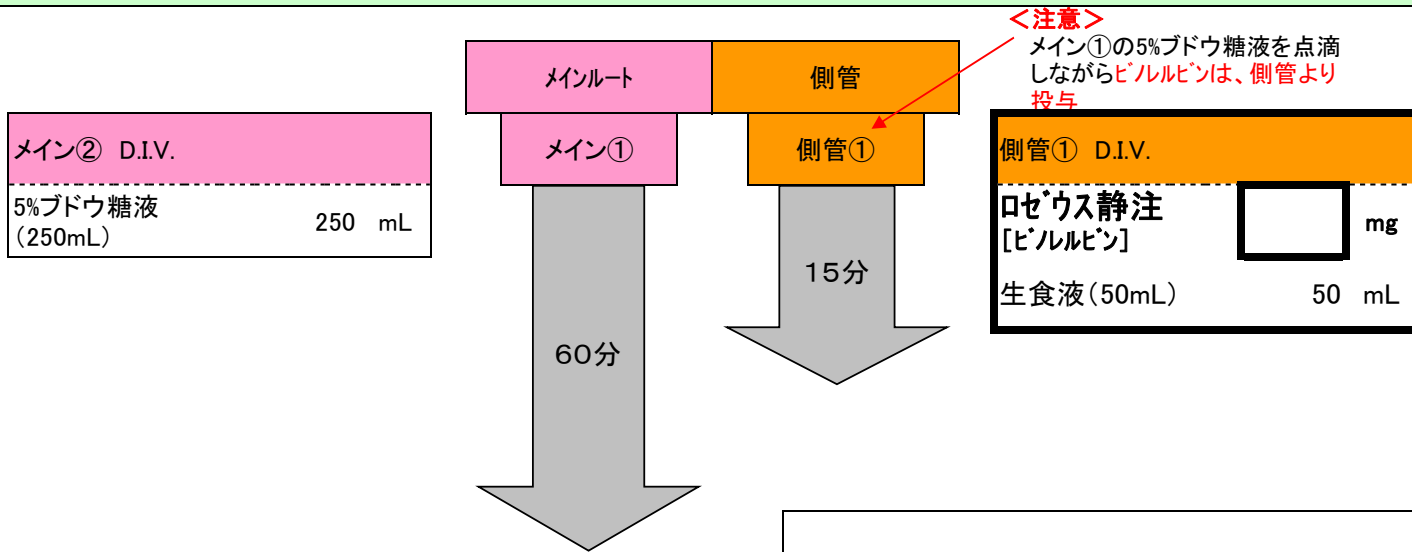 ＜注意＞
メイン①の5%ブドウ糖液を点滴
しながらﾋﾞﾉﾚﾙﾋﾞﾝは、側管より
投与
メインルート
側管
メイン②　D.I.V.
5%ブドウ糖液
(250mL)
250 mL
メイン①
側管①
60分
15分
側管①　D.I.V.
ロゼウス静注
[ﾋﾞﾉﾚﾙﾋﾞﾝ]
mg
生食液(50mL)
50 mL